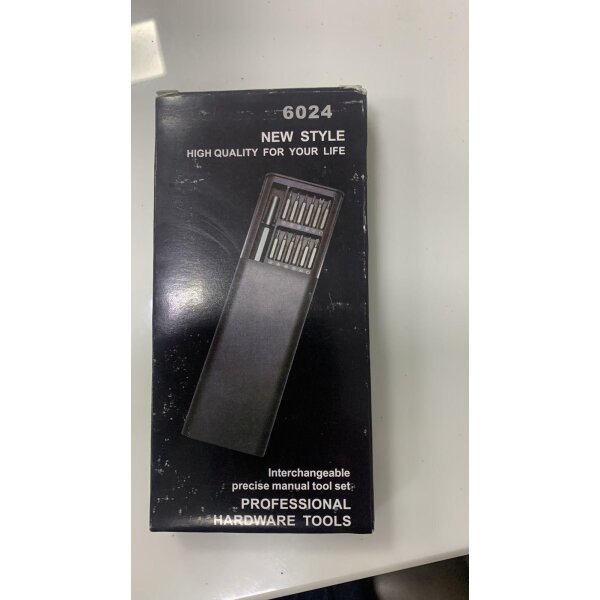 6024
NEW STYLE
HIGH QUALITY FOR YOUR LIFE
Interchangeable
precise manual tool set
PROFESSIONAL
HARDWARE TOOLS